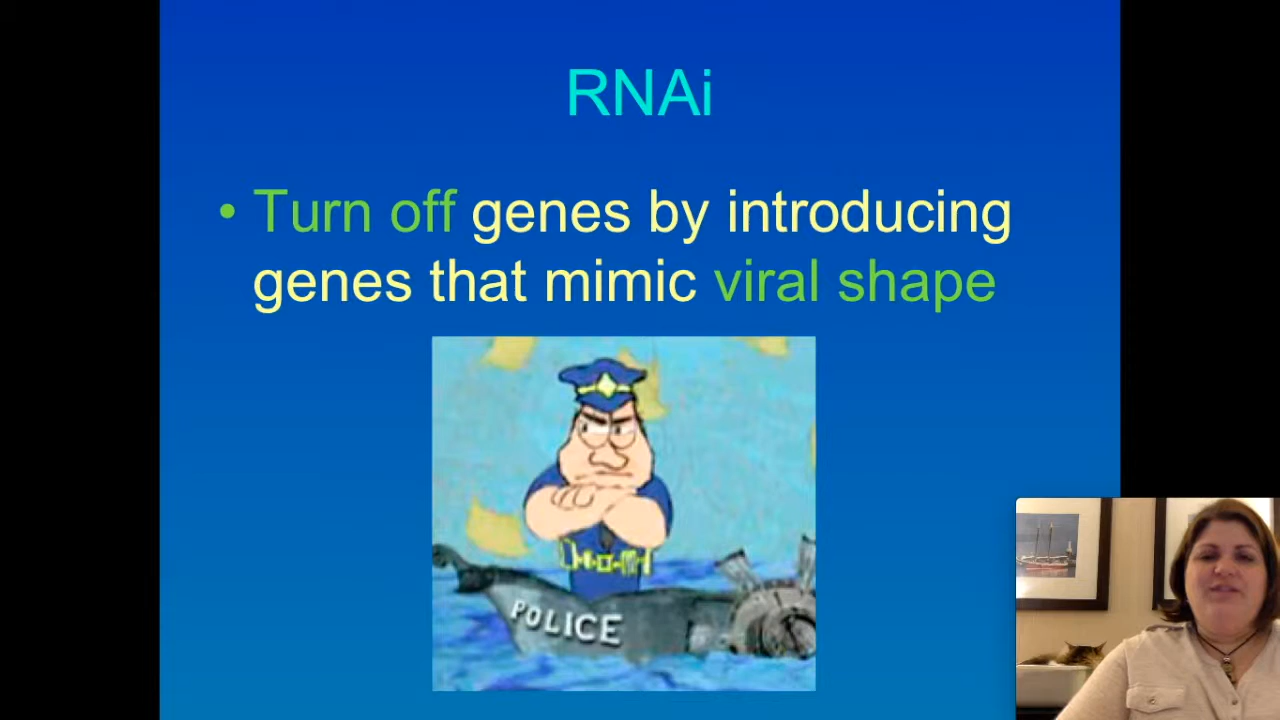 RNAi
• Turn off genes by introducing
genes that mimic viral shape
POLICE